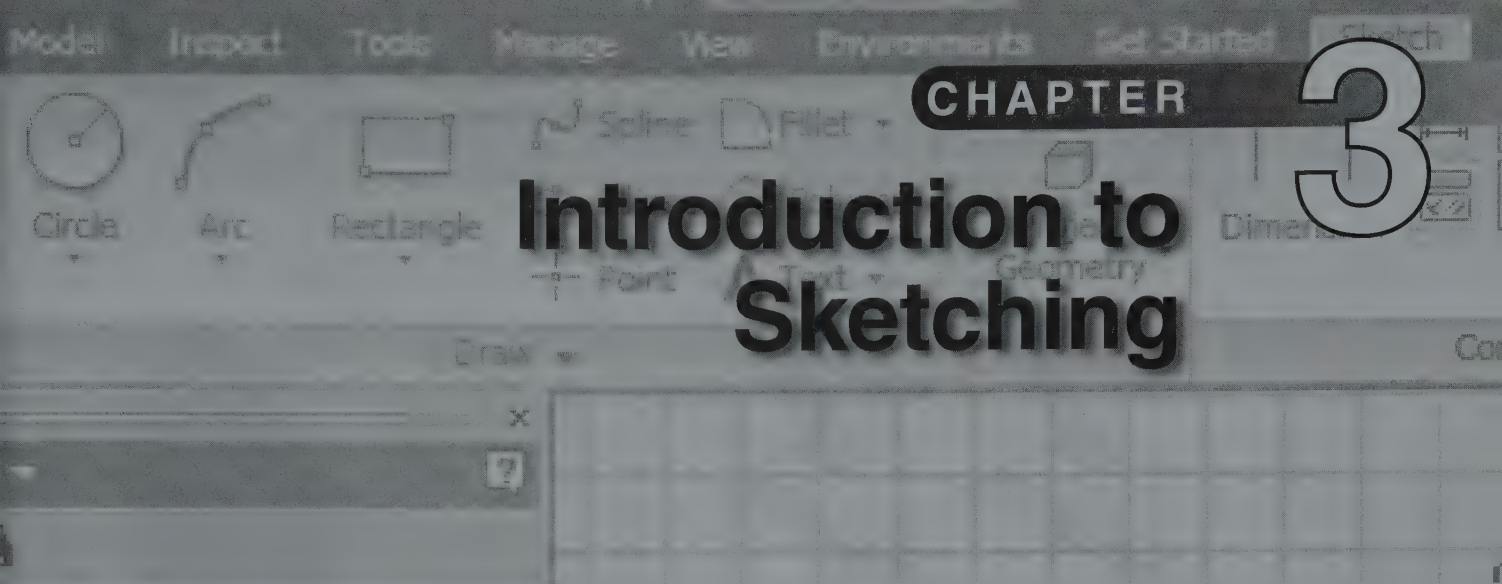 Model Inspect Tools Manage View Environments Get Started Sketch
CHAPTER 3
Spline Fillet
Circle Arc Rectangle
Introduction to
Point Text Geometry
Sketching
Draw
?